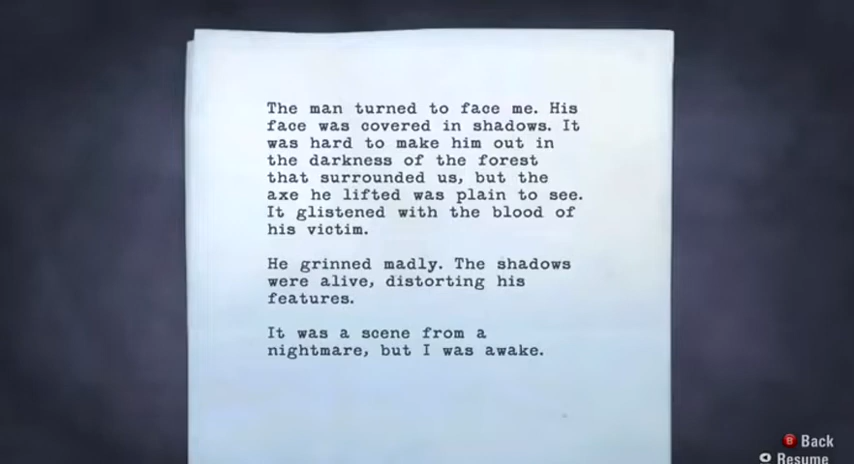 The man turned to face me. His
face was covered in shadows. It
was hard to make him out in
the darkness of the forest
that surrounded us, but the
axe he lifted was plain to see.
It glistened with the blood of
his victim.
He grinned madly. The shadows
were alive, distorting his
features.
It was a scene from a
nightmare, but I was awake.
B Back
Resume